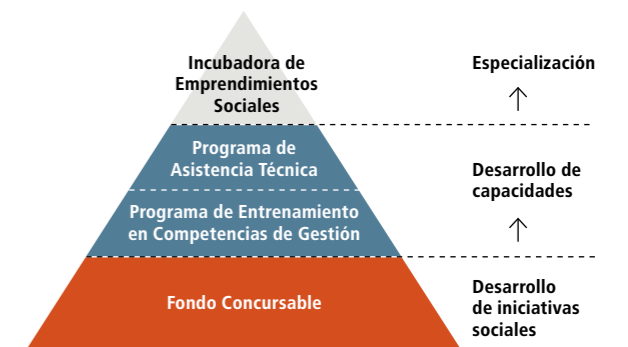 Incubadora de
Emprendimientos
Sociales
Especialización
Programa de
Asistencia Técnica
Desarrollo de
capacidades
Programa de Entrenamiento
en Competencias de Gestión
Fondo Concursable
Desarrollo
de iniciativas
sociales